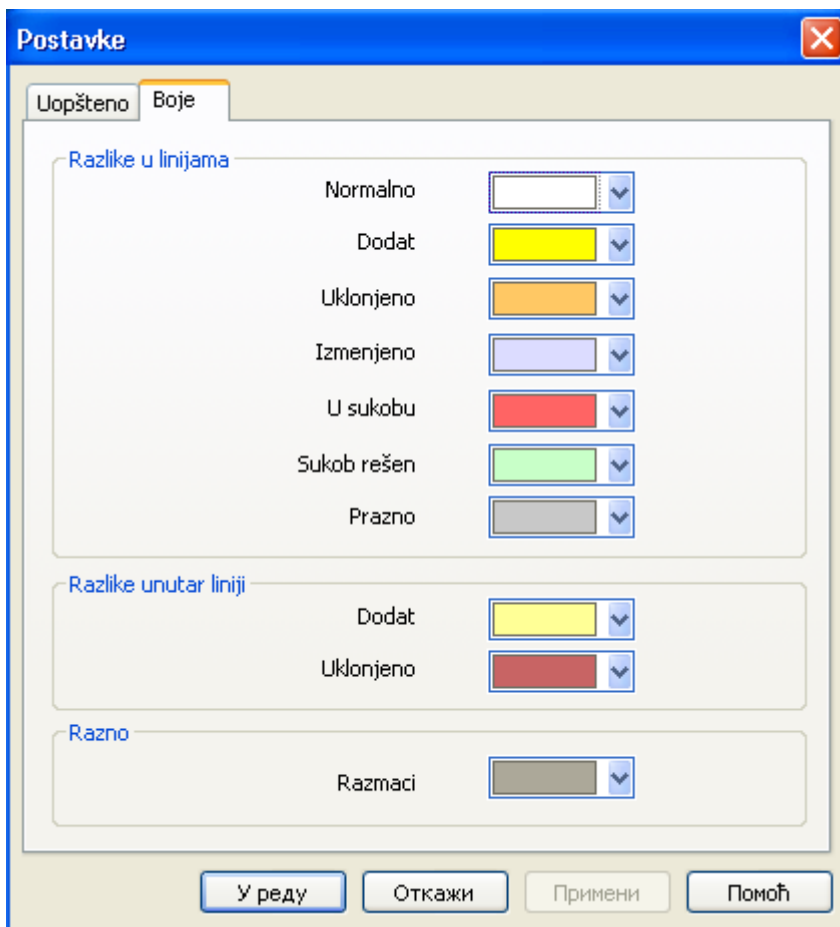 Postavke
Uopšteno Boje
Razlike u linijama
Normalno
Dodat
Uklonjeno
Izmenjeno
U sukobu
Sukob rešen
Prazno
Razlike unutar liniji
Dodat
Uklonjeno
Razno
Razmaci
У реду Откажи Примени Помоћ